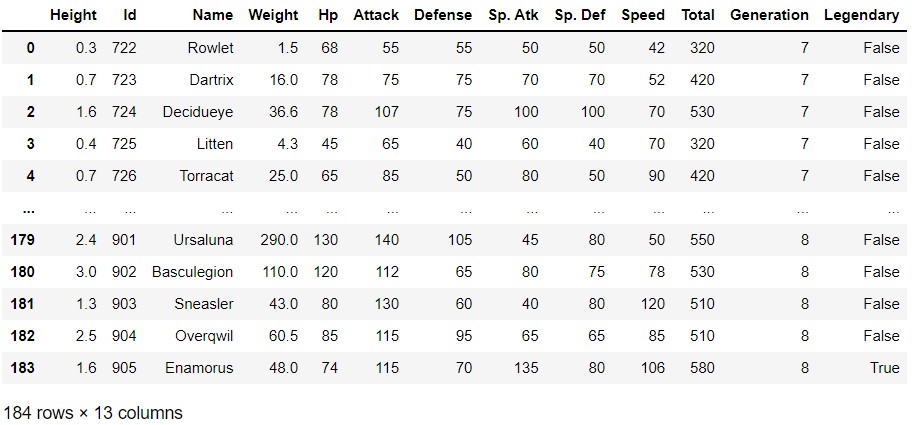 Height Id Name Weight Hp Attack Defense Sp. Atk Sp. Def Speed Total Generation Legendary
0 0.3 722 Rowlet 1.5 68 55 55 50 50 42 320 7 False
1 0.7 723 Dartrix 16.0 78 75 75 70 70 52 420 7 False
2 1.6 724 Decidueye 36.6 78 107 75 100 100 70 530 7 False
3 0.4 725 Litten 4.3 45 65 40 60 40 70 320 7 False
4 0.7 726 Torracat 25.0 65 85 50 80 50 90 420 7 False
... ... ... ... ... ... ... ... ... ... ... ... ... ...
179 2.4 901 Ursaluna 290.0 130 140 105 45 80 50 550 8 False
180 3.0 902 Basculegion 110.0 120 112 65 80 75 78 530 8 False
181 1.3 903 Sneasler 43.0 80 130 60 40 80 120 510 8 False
182 2.5 904 Overqwil 60.5 85 115 95 65 65 85 510 8 False
183 1.6 905 Enamorus 48.0 74 115 70 135 80 106 580 8 True
184 rows × 13 columns